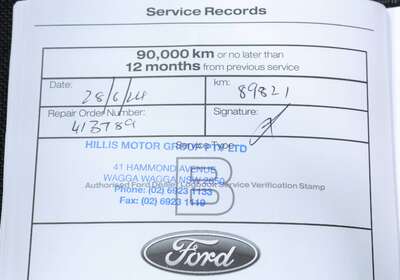 Service Records
90,000 km or no later than
12 months from previous service
Date:
28/6/24
km:
89821
Repair Order Number:
413789
Signature:
Service Type:
HILLIS MOTOR GROUP PTY LTD
B
41 HAMMOND AVENUE
WAGGA WAGGA NSW 2650
Authorised Ford Dealer Logbook Service Verification Stamp
Phone: (02) 6923 1133
Fax: (02) 6923 1119
Ford